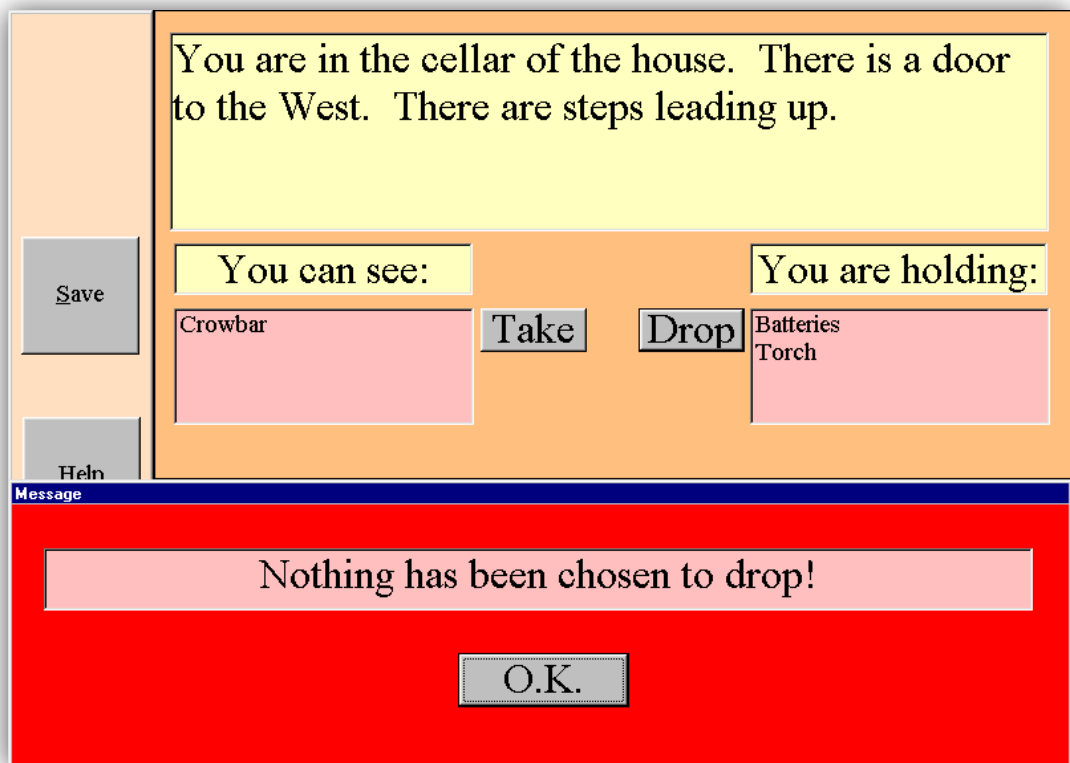 You are in the cellar of the house.  There is a door
to the West.  There are steps leading up.
You can see:
You are holding:
Save
Crowbar
Take
Drop
Batteries
Torch
Help
Message
Nothing has been chosen to drop!
O.K.